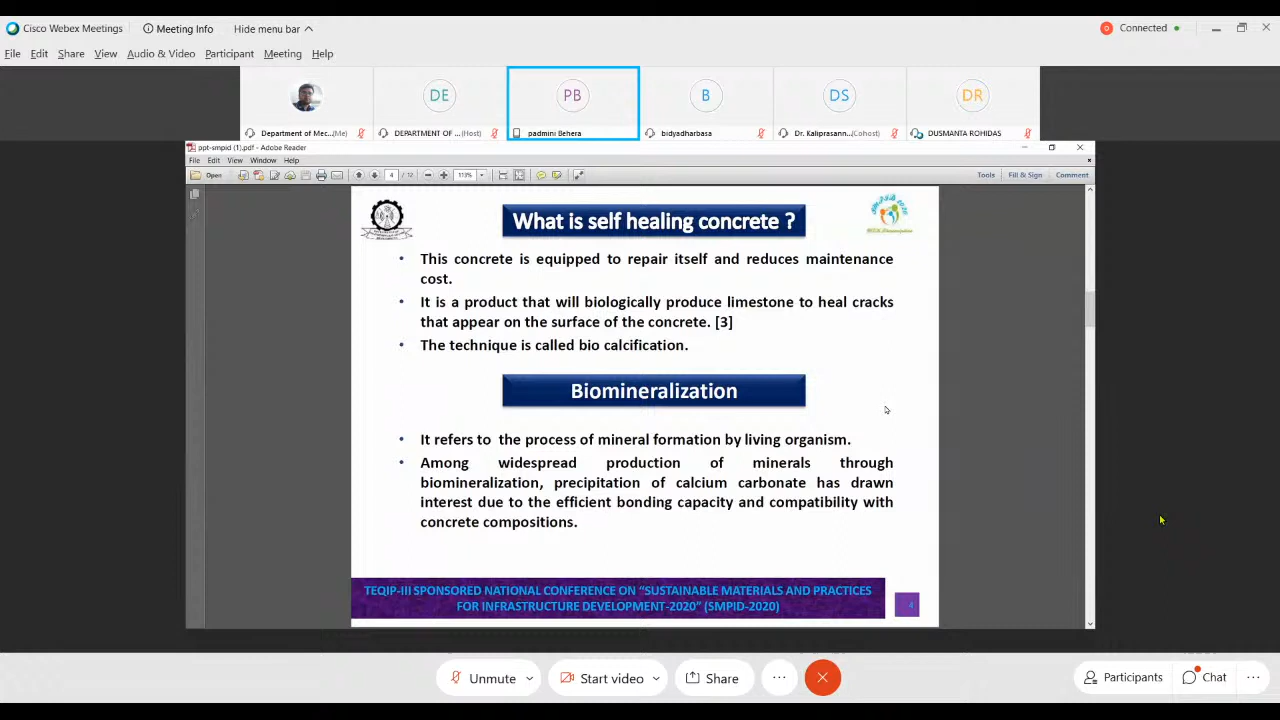 Cisco Webex Meetings
Meeting Info
Hide menu bar
Connected
File Edit Share View Audio & Video Participant Meeting Help
DE PB B DS DR
Department of Mec... (Me)
DEPARTMENT OF ... (Host)
padmini Behera
bidyadharbasa
Dr. Kaliprasann... (Cohost)
DUSMANTA ROHIDAS
ppt-smpid (1).pdf - Adobe Reader
File Edit View Window Help
Open 4 / 12 113% Tools Fill & Sign Comment
What is self healing concrete ?
• This concrete is equipped to repair itself and reduces maintenance
cost.
• It is a product that will biologically produce limestone to heal cracks
that appear on the surface of the concrete. [3]
• The technique is called bio calcification.
Biomineralization
• It refers to the process of mineral formation by living organism.
• Among widespread production of minerals through
biomineralization, precipitation of calcium carbonate has drawn
interest due to the efficient bonding capacity and compatibility with
concrete compositions.
TEQIP-III SPONSORED NATIONAL CONFERENCE ON “SUSTAINABLE MATERIALS AND PRACTICES
FOR INFRASTRUCTURE DEVELOPMENT-2020” (SMPID-2020)
4
Unmute
Start video
Share
Participants
Chat